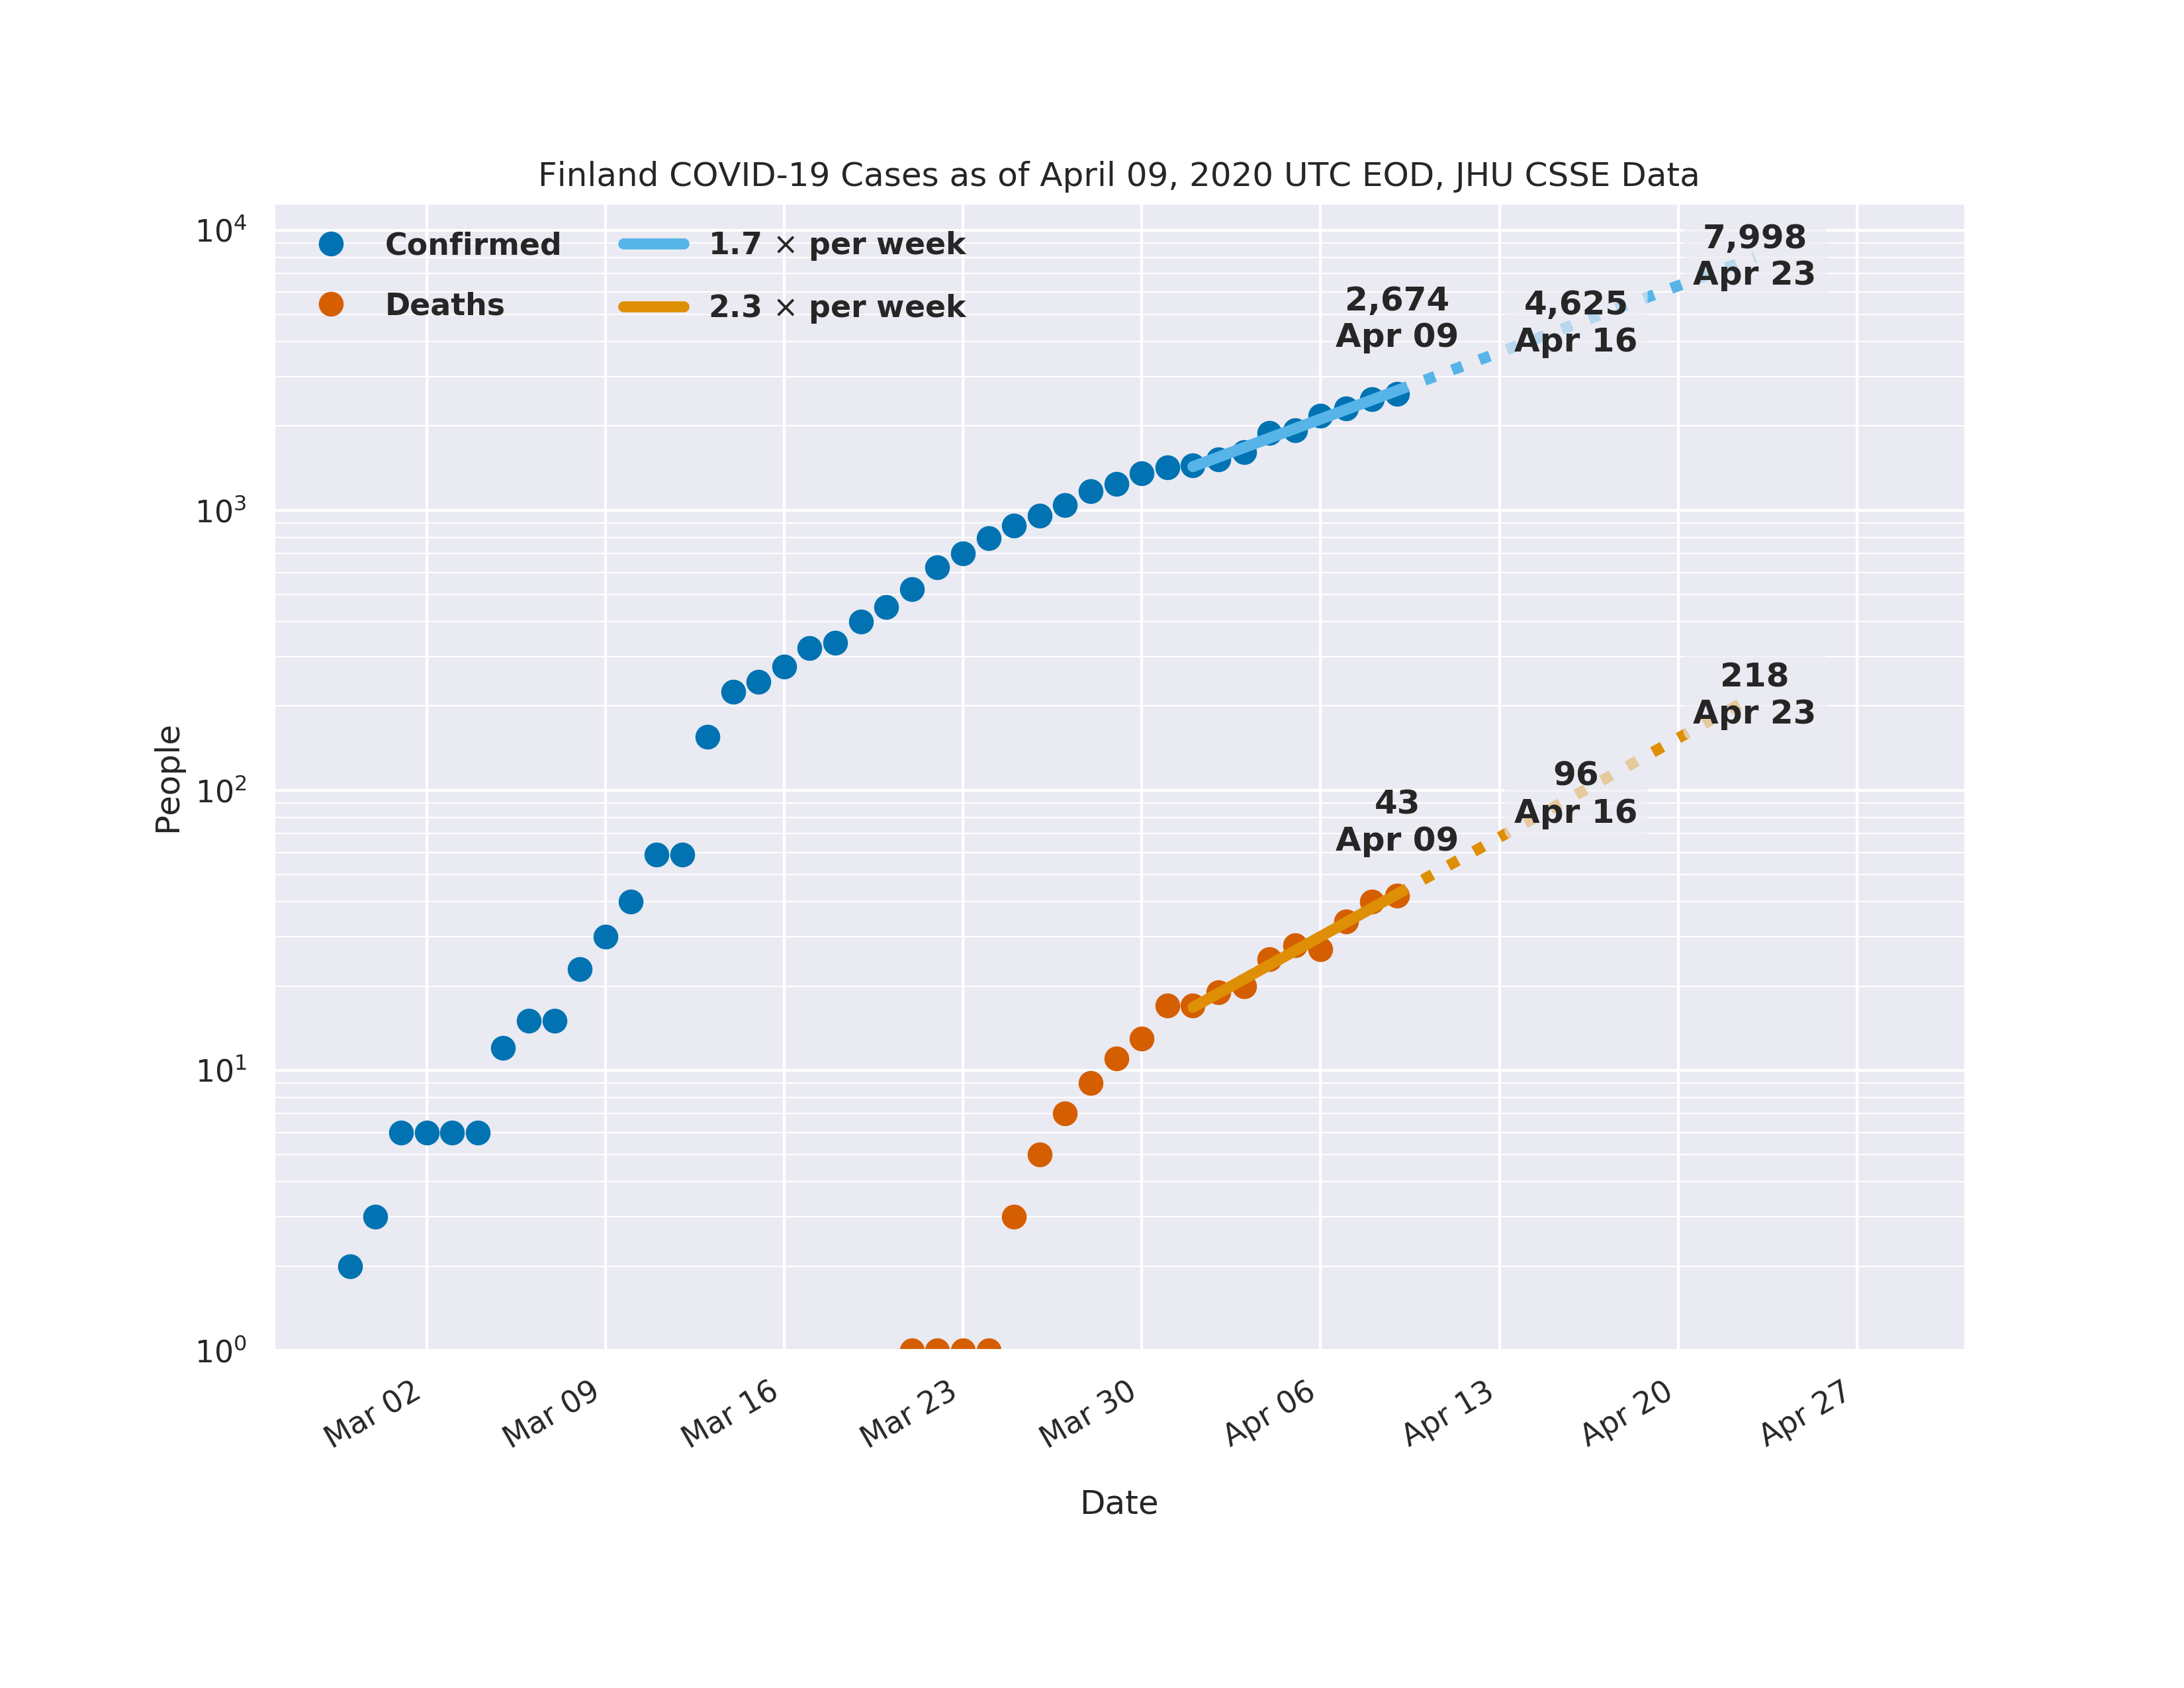 Finland COVID-19 Cases as of April 09, 2020 UTC EOD, JHU CSSE Data
Confirmed
Deaths
1.7 × per week
2.3 × per week
7,998
Apr 23
2,674
Apr 09
4,625
Apr 16
218
Apr 23
96
Apr 16
43
Apr 09
People
10⁴
10³
10²
10¹
10⁰
Mar 02
Mar 09
Mar 16
Mar 23
Mar 30
Apr 06
Apr 13
Apr 20
Apr 27
Date